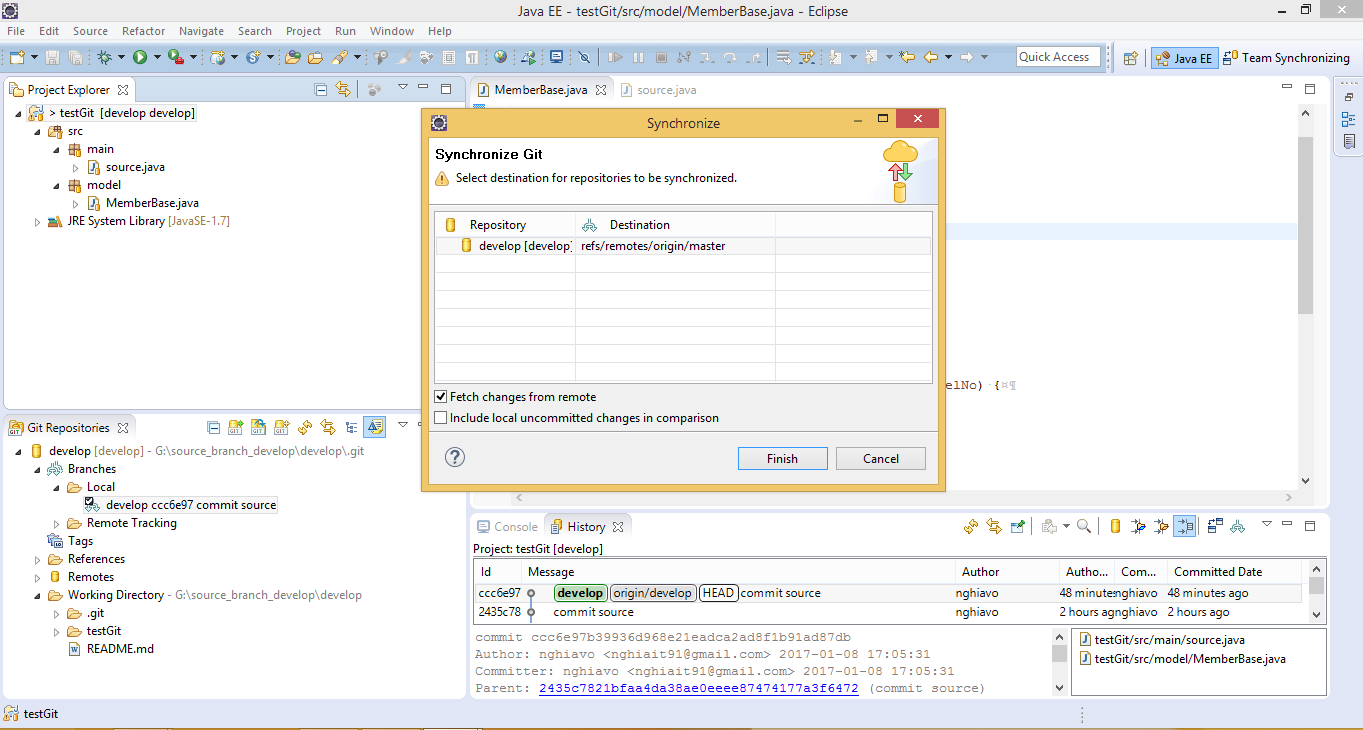 Java EE - testGit/src/model/MemberBase.java - Eclipse
File Edit Source Refactor Navigate Search Project Run Window Help
Quick Access
Java EE
Team Synchronizing
Project Explorer
> testGit [develop develop]
src
main
source.java
model
MemberBase.java
JRE System Library [JavaSE-1.7]
MemberBase.java
source.java
elNo) {¤¶
Synchronize
Synchronize Git
Select destination for repositories to be synchronized.
Repository Destination
develop [develop] refs/remotes/origin/master
Fetch changes from remote
Include local uncommitted changes in comparison
Finish
Cancel
Git Repositories
develop [develop] - G:\source_branch_develop\develop\.git
Branches
Local
develop ccc6e97 commit source
Remote Tracking
Tags
References
Remotes
Working Directory - G:\source_branch_develop\develop
.git
testGit
README.md
Console
History
Project: testGit [develop]
Id Message Author Autho... Com... Committed Date
ccc6e97 develop origin/develop HEAD commit source nghiavo 48 minutes nghiavo 48 minutes ago
2435c78 commit source nghiavo 2 hours ag nghiavo 2 hours ago
commit ccc6e97b39936d968e21eadca2ad8f1b91ad87db
Author: nghiavo <nghiait91@gmail.com> 2017-01-08 17:05:31
Committer: nghiavo <nghiait91@gmail.com> 2017-01-08 17:05:31
Parent: 2435c7821bfaa4da38ae0eeee87474177a3f6472 (commit source)
testGit/src/main/source.java
testGit/src/model/MemberBase.java
testGit